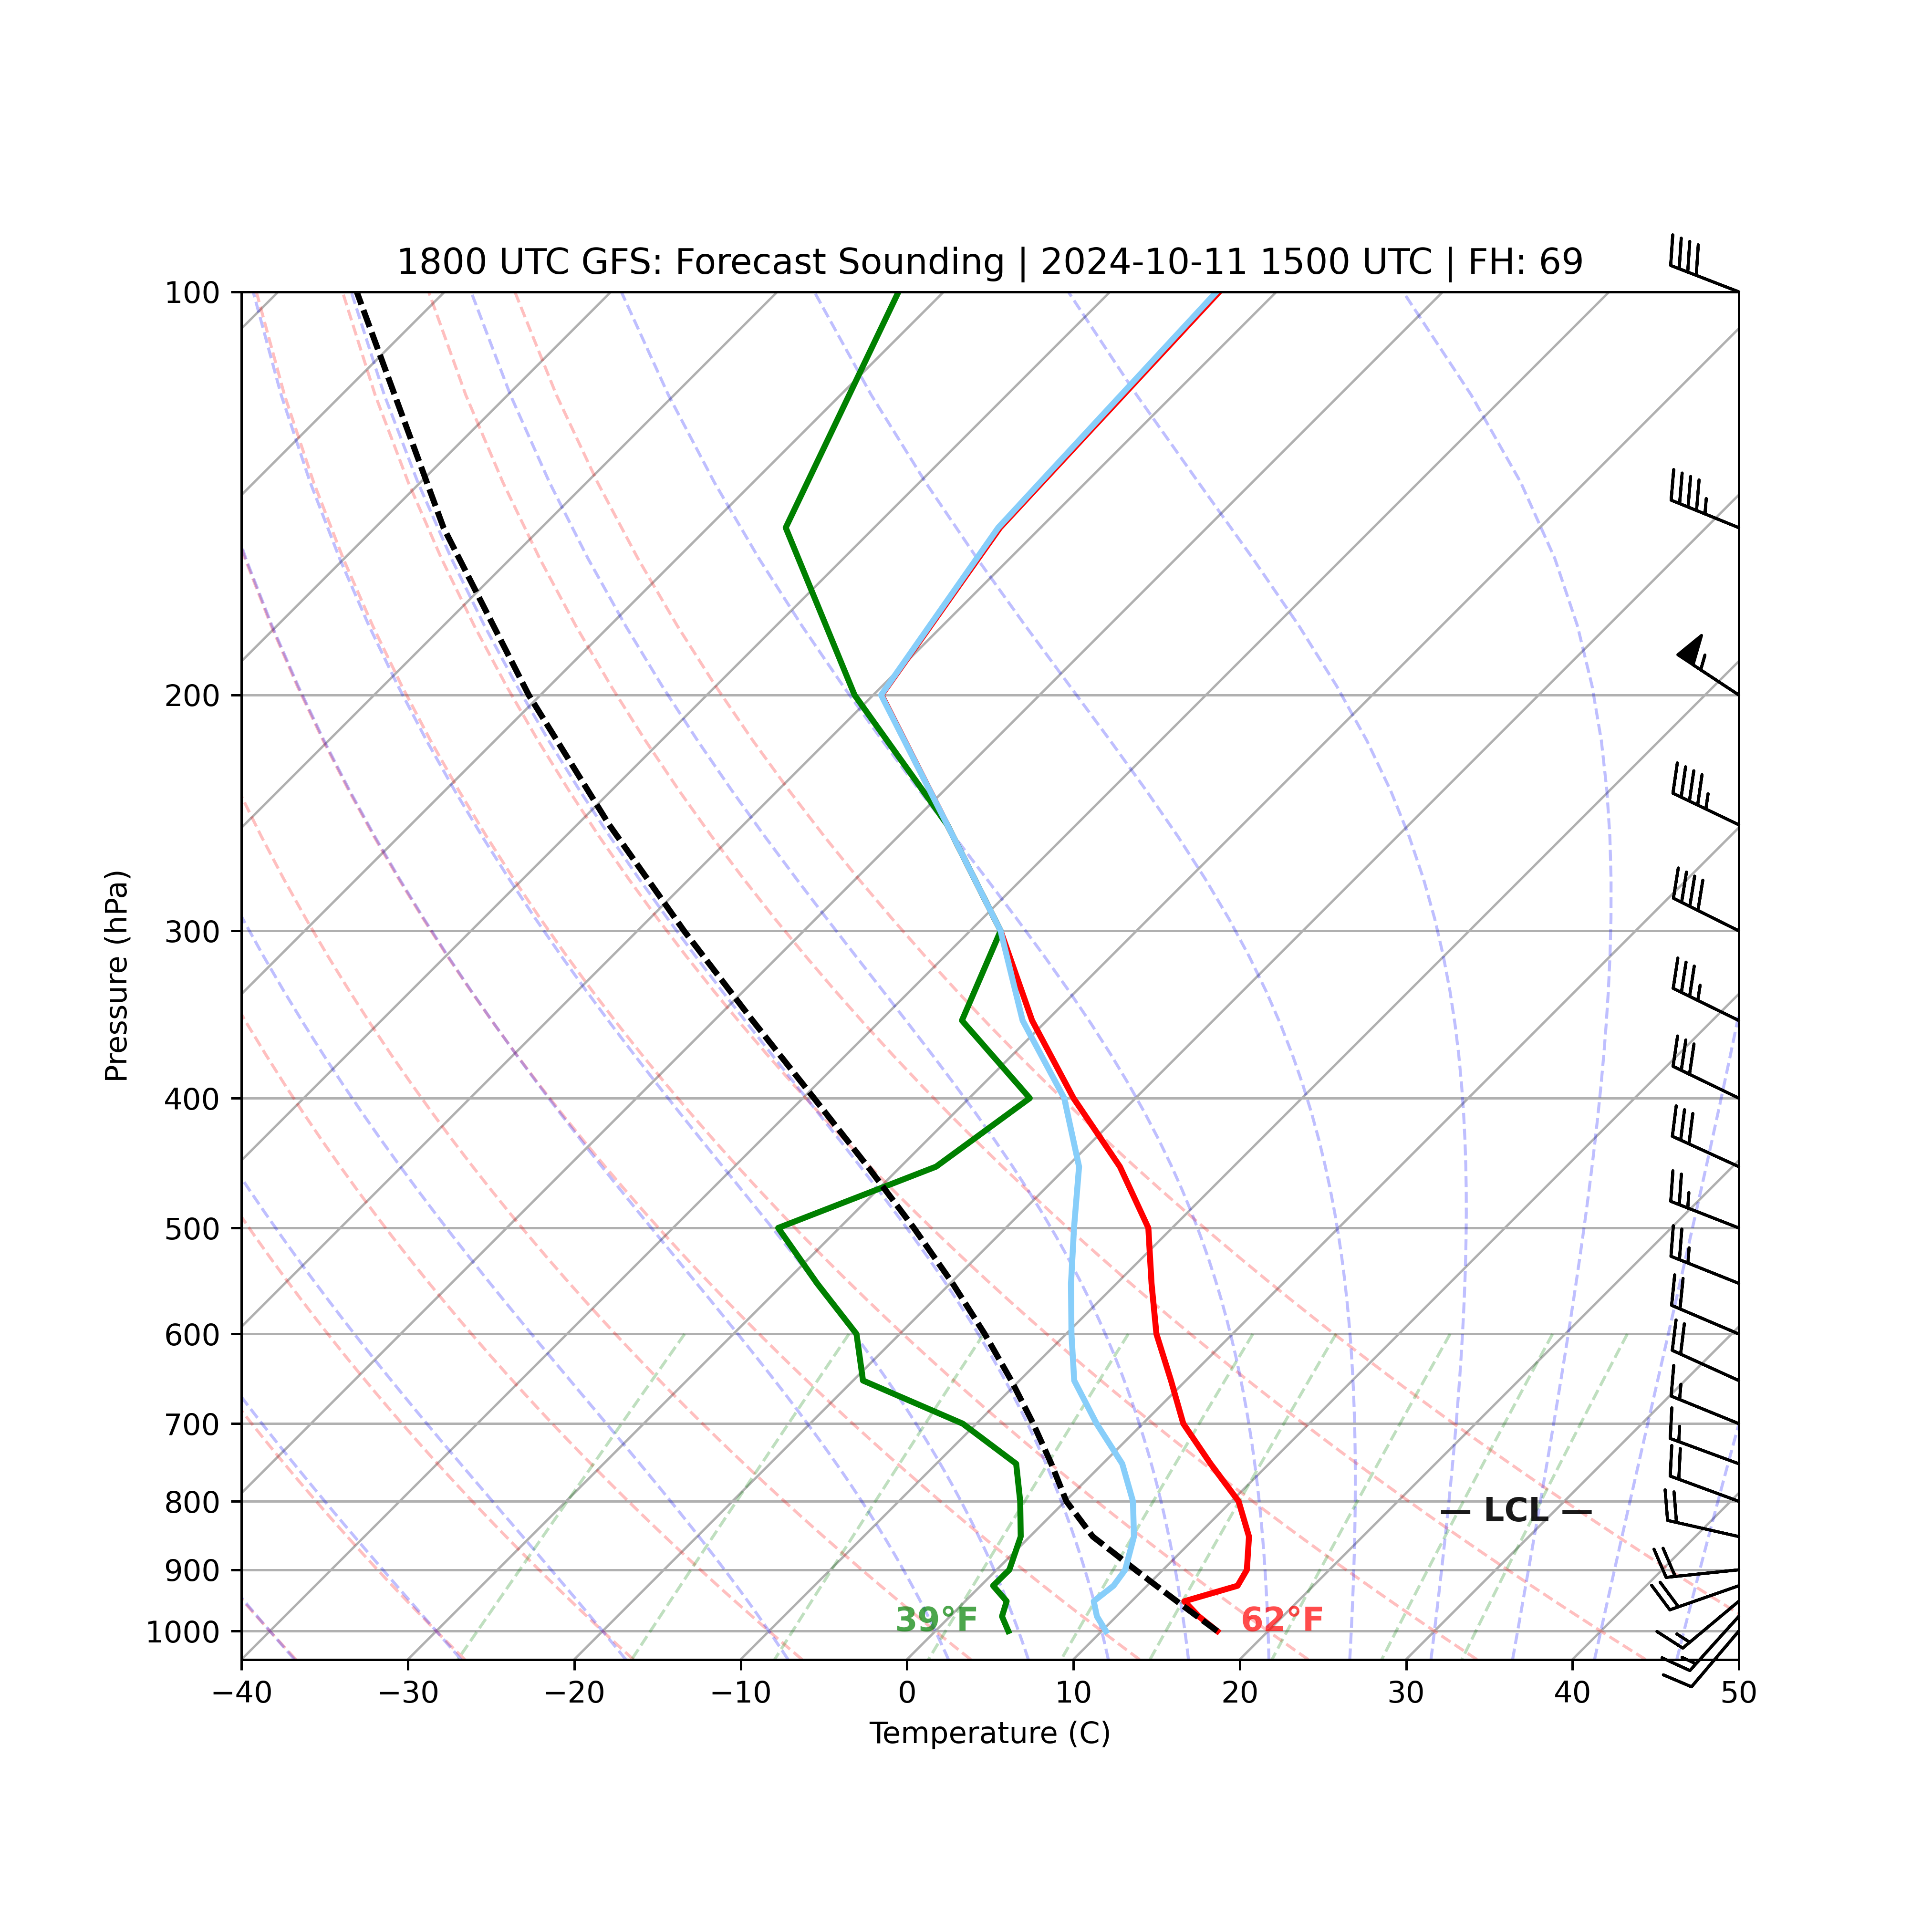 1800 UTC GFS: Forecast Sounding | 2024-10-11 1500 UTC | FH: 69
100
200
300
400
500
600
700
800
900
1000
Pressure (hPa)
LCL
39°F
62°F
−40 −30 −20 −10 0 10 20 30 40 50
Temperature (C)